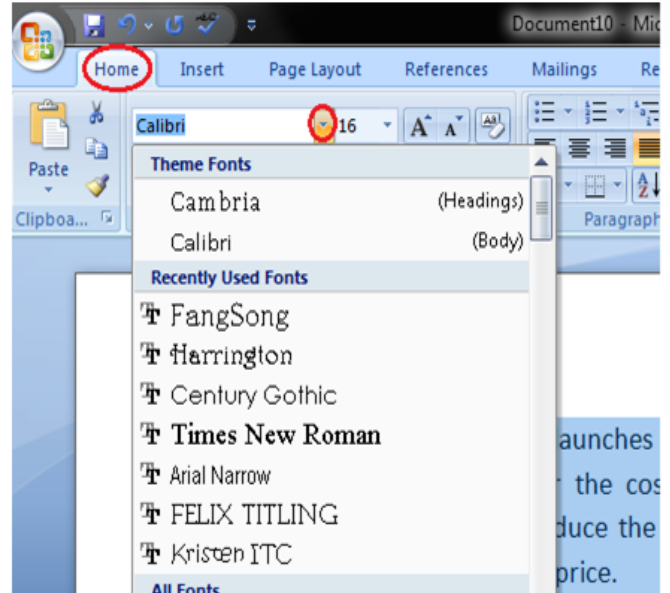 Document10 - Mic
Home Insert Page Layout References Mailings Re
Calibri 16 A A Aa
Paste
Clipboa... Paragraph
Theme Fonts
Cambria (Headings)
Calibri (Body)
Recently Used Fonts
FangSong
Harrington
Century Gothic
Times New Roman
Arial Narrow
FELIX TITLING
Kristen ITC
All Fonts
aunches
the cos
duce the
price.